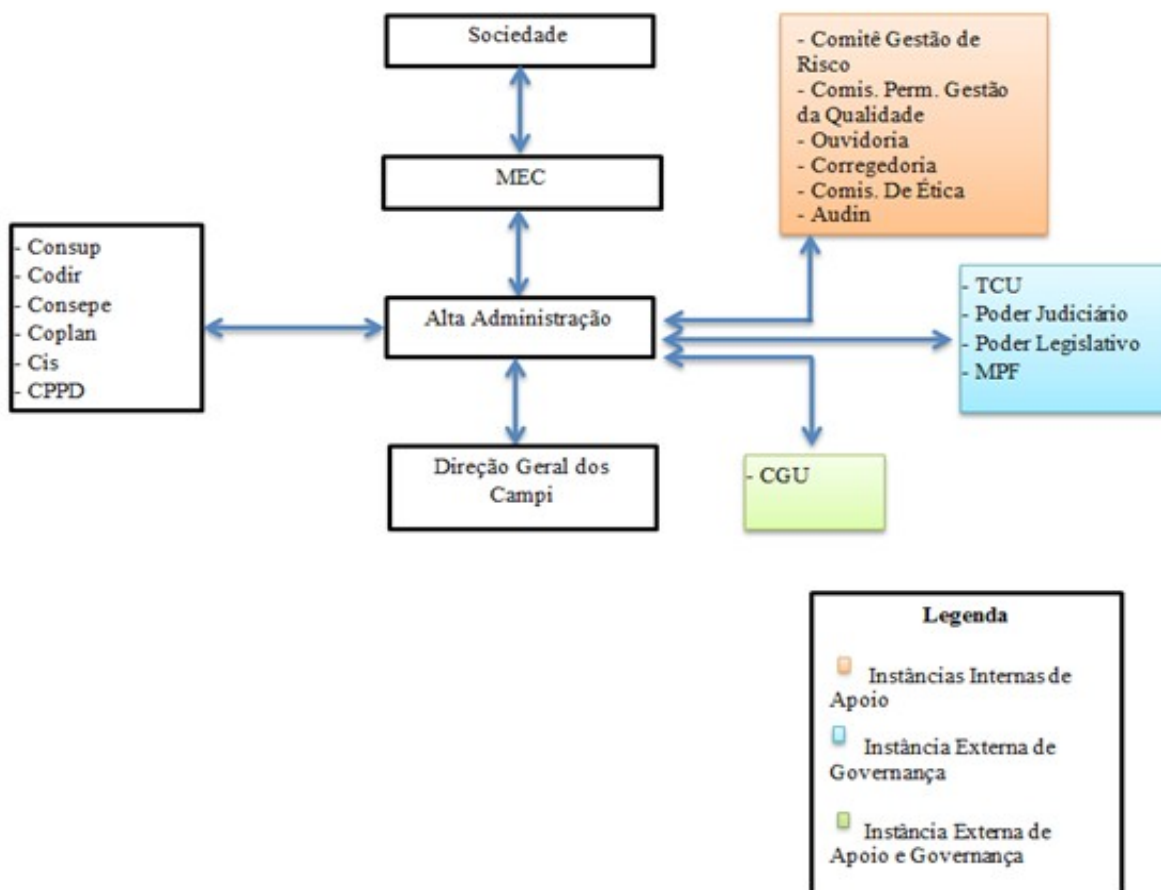 Sociedade
MEC
- Comitê Gestão de
Risco
- Comis. Perm. Gestão
da Qualidade
- Ouvidoria
- Corregedoria
- Comis. De Ética
- Audin
- Consup
- Codir
- Consepe
- Coplan
- Cis
- CPPD
Alta Administração
- TCU
- Poder Judiciário
- Poder Legislativo
- MPF
Direção Geral dos
Campi
- CGU
Legenda
Instâncias Internas de
Apoio
Instância Externa de
Governança
Instância Externa de
Apoio e Governança